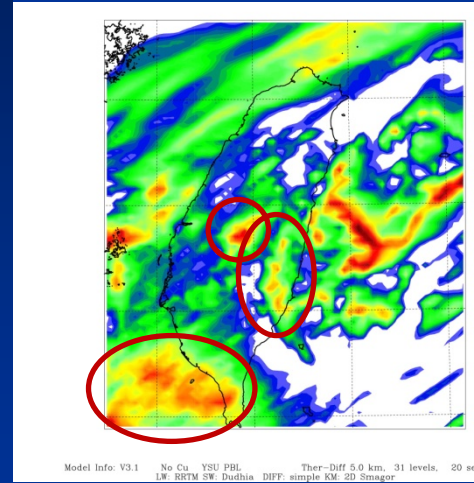 Model Info: V3.1 No Cu YSU PBL Ther-Diff 5.0 km, 31 levels, 20 se
LW: RRTM SW: Dudhia DIFF: simple KM: 2D Smagor